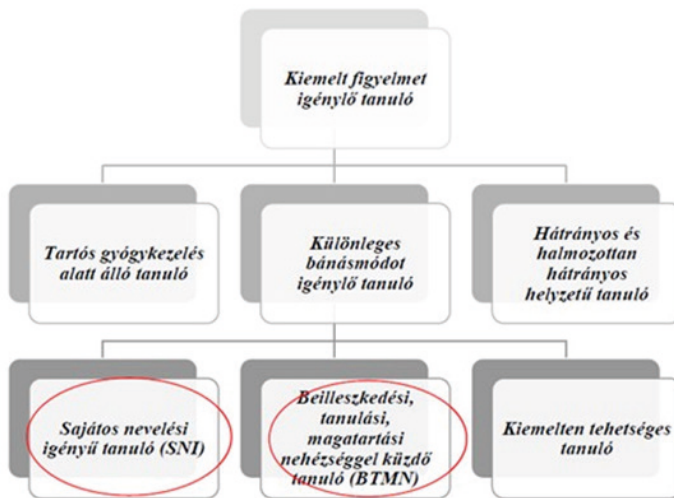 Kiemelt figyelmet
igénylő tanuló
Tartós gyógykezelés
alatt álló tanuló
Különleges
bánásmódot
igénylő tanuló
Hátrányos és
halmozottan
hátrányos
helyzetű tanuló
Sajátos nevelési
igényű tanuló (SNI)
Beilleszkedési,
tanulási,
magatartási
nehézséggel küzdő
tanuló (BTMN)
Kiemelten tehetséges
tanuló